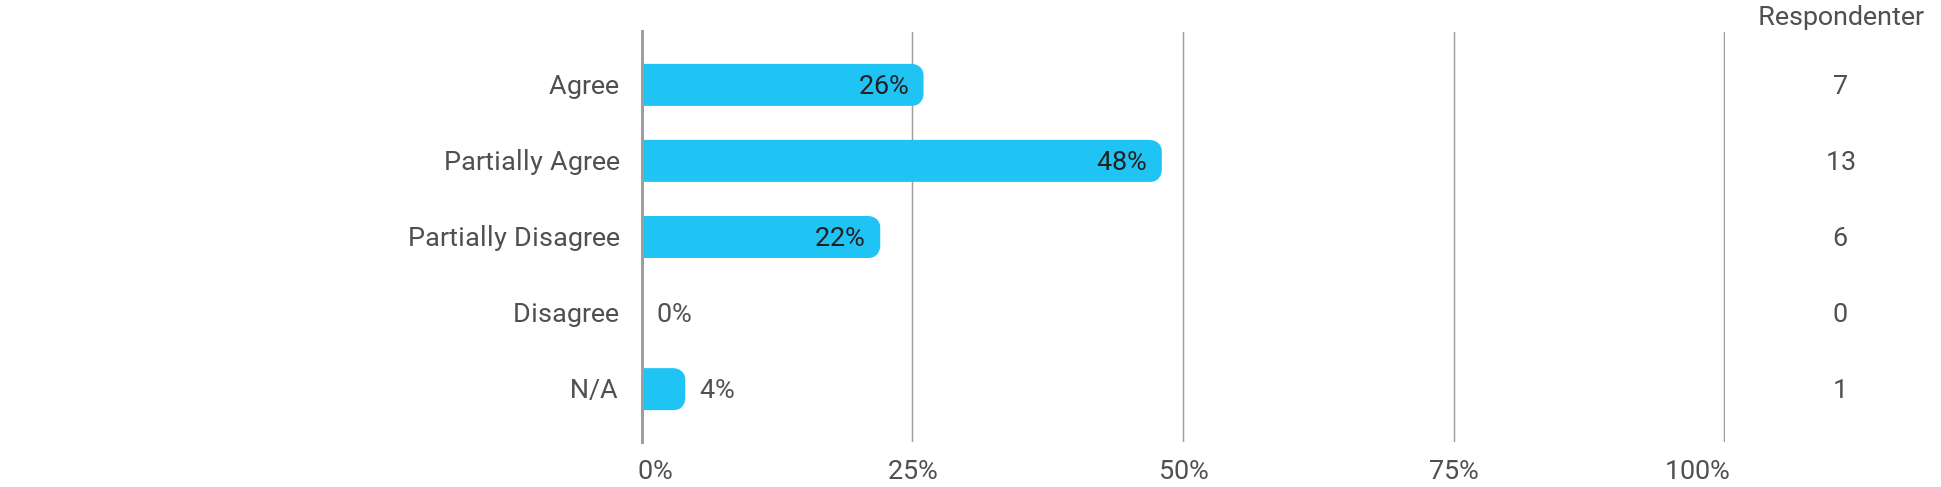 Respondenter
Agree 26% 7
Partially Agree 48% 13
Partially Disagree 22% 6
Disagree 0% 0
N/A 4% 1
0% 25% 50% 75% 100%